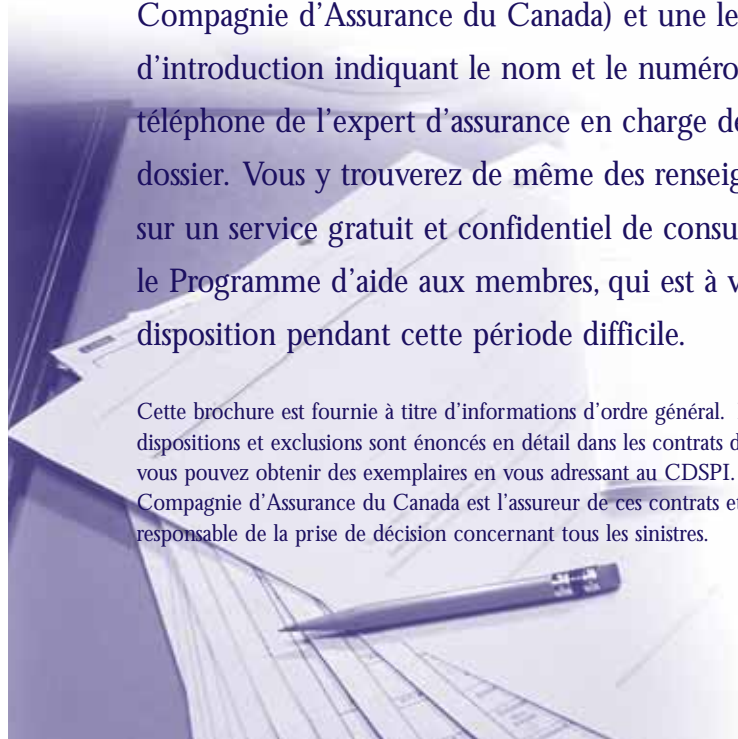 Compagnie d'Assurance du Canada) et une le
d'introduction indiquant le nom et le numéro
téléphone de l'expert d'assurance en charge de
dossier. Vous y trouverez de même des renseig
sur un service gratuit et confidentiel de consu
le Programme d'aide aux membres, qui est à v
disposition pendant cette période difficile.
Cette brochure est fournie à titre d'informations d'ordre général.
dispositions et exclusions sont énoncés en détail dans les contrats d
vous pouvez obtenir des exemplaires en vous adressant au CDSPI.
Compagnie d'Assurance du Canada est l'assureur de ces contrats et
responsable de la prise de décision concernant tous les sinistres.